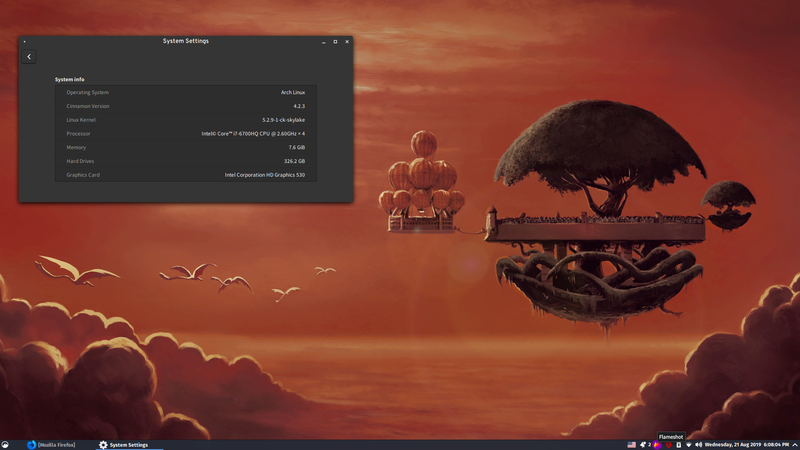 System Settings
System info
Operating System Arch Linux
Cinnamon Version 4.2.3
Linux Kernel 5.2.9-1-ck-skylake
Processor Intel© Core™ i7-6700HQ CPU @ 2.60GHz × 4
Memory 7.6 GiB
Hard Drives 326.2 GB
Graphics Card Intel Corporation HD Graphics 530
Flameshot
[Mozilla Firefox] System Settings 2 Wednesday, 21 Aug 2019 6:08:04 PM